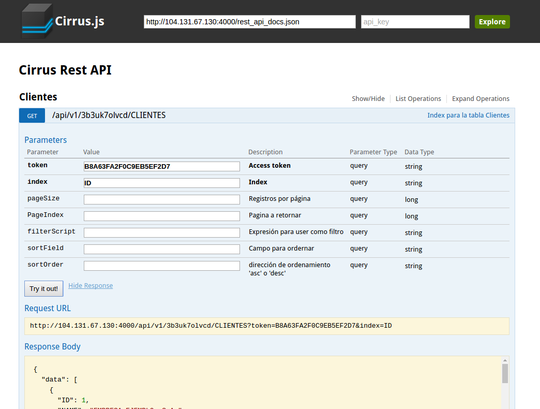 Cirrus.js
http://104.131.67.130:4000/rest_api_docs.json
api_key
Explore
Cirrus Rest API
Clientes
Show/Hide
List Operations
Expand Operations
GET
/api/v1/3b3uk7olvcd/CLIENTES
Index para la tabla Clientes
Parameters
Parameter Value Description Parameter Type Data Type
token B8A63FA2F0C9EB5EF2D7 Access token query string
index ID Index query string
pageSize Registros por página query long
PageIndex Pagina a retornar query long
filterScript Expresión para user como filtro query string
sortField Campo para ordernar query string
sortOrder dirección de ordenamiento query string
'asc' o 'desc'
Try it out!
Hide Response
Request URL
http://104.131.67.130:4000/api/v1/3b3uk7olvcd/CLIENTES?token=B8A63FA2F0C9EB5EF2D7&index=ID
Response Body
{
"data": [
{
"ID": 1,